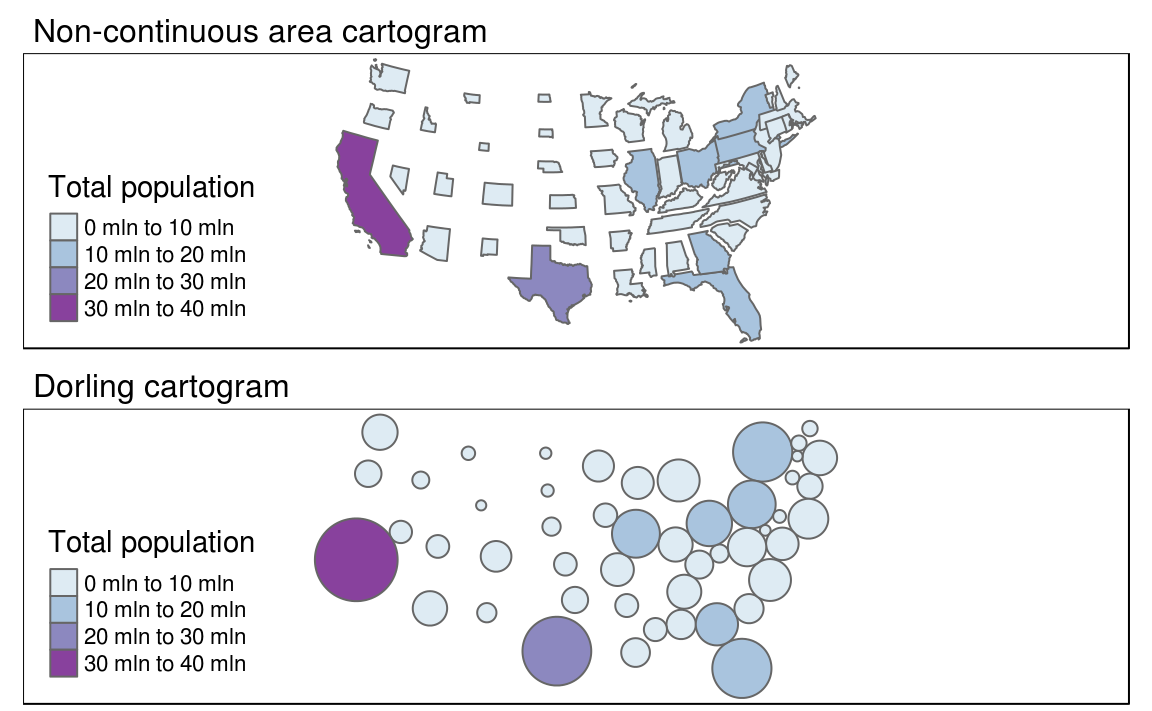 Non-continuous area cartogram
Total population
0 mln to 10 mln
10 mln to 20 mln
20 mln to 30 mln
30 mln to 40 mln
Dorling cartogram
Total population
0 mln to 10 mln
10 mln to 20 mln
20 mln to 30 mln
30 mln to 40 mln